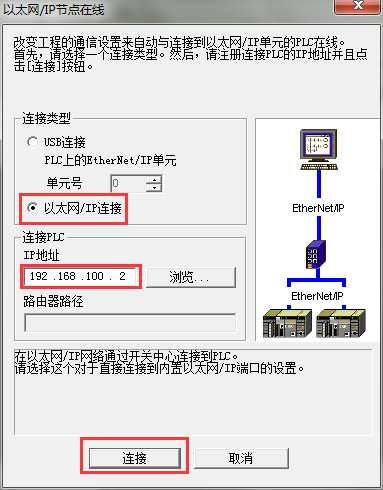 以太网/IP节点在线
改变工程的通信设置来自动与连接到以太网/IP单元的PLC在线。
首先，请选择一个连接类型。然后，请注册连接PLC的IP地址并且点
击[连接]按钮。
连接类型
USB连接
PLC上的EtherNet/IP单元
单元号
0
以太网/IP连接
连接PLC
IP地址
192 .168 .100 . 2
浏览...
路由器路径
EtherNet/IP
EtherNet/IP
在以太网/IP网络通过开关中心连接到PLC。
请选择这个对于直接连接到内置以太网/IP端口的设置。
连接
取消